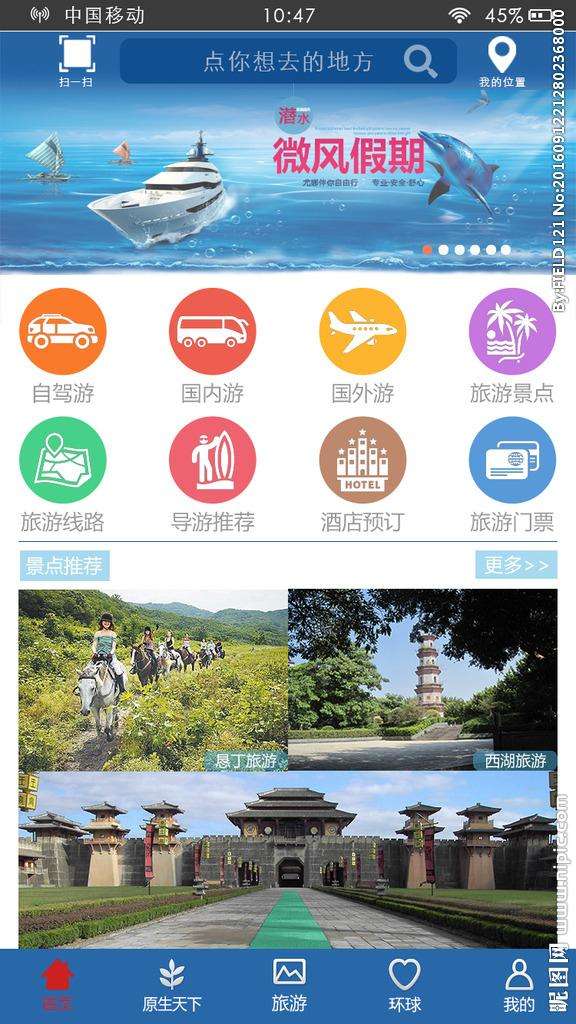 中国移动 10:47 45%
点你想去的地方
扫一扫 我的位置
潜水
微风假期
尤娜伴你自由行 专业·安全·舒心
自驾游 国内游 国外游 旅游景点
HOTEL
旅游线路 导游推荐 酒店预订 旅游门票
景点推荐 更多>>
恳丁旅游 西湖旅游
首页 原生天下 旅游 环球 我的
By:FIELD121 No:20160912212802368000
昵图网 www.nipic.com